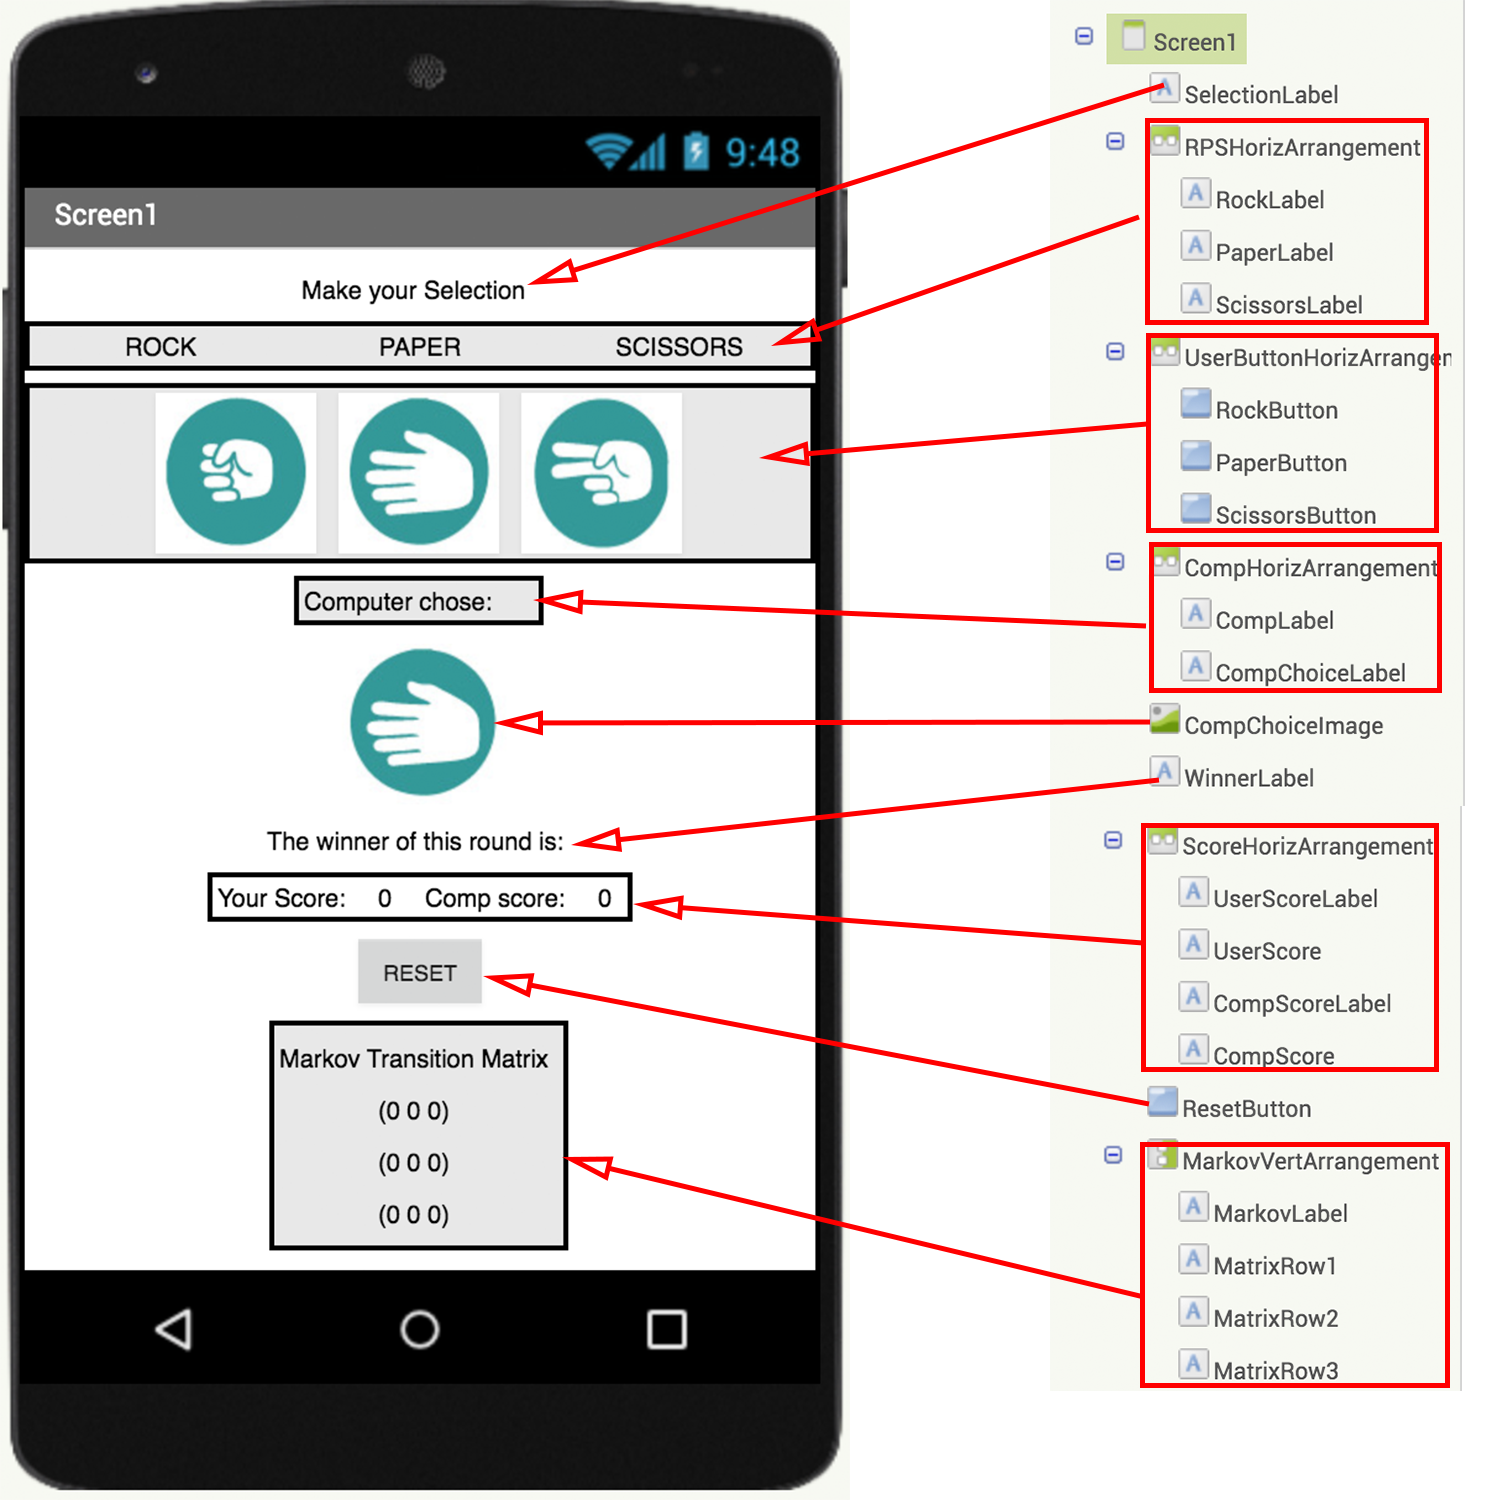 9:48
Screen1
Make your Selection
ROCK PAPER SCISSORS
Computer chose:
The winner of this round is:
Your Score: 0 Comp score: 0
RESET
Markov Transition Matrix
(0 0 0)
(0 0 0)
(0 0 0)
Screen1
SelectionLabel
RPSHorizArrangement
RockLabel
PaperLabel
ScissorsLabel
UserButtonHorizArrangen
RockButton
PaperButton
ScissorsButton
CompHorizArrangement
CompLabel
CompChoiceLabel
CompChoiceImage
WinnerLabel
ScoreHorizArrangement
UserScoreLabel
UserScore
CompScoreLabel
CompScore
ResetButton
MarkovVertArrangement
MarkovLabel
MatrixRow1
MatrixRow2
MatrixRow3